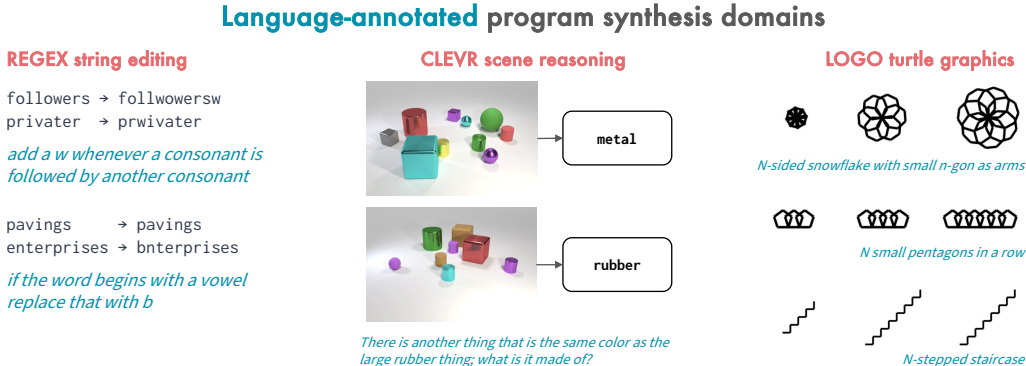 Language-annotated program synthesis domains
REGEX string editing
followers → follwowersw
privater → prwivater
add a w whenever a consonant is
followed by another consonant
pavings → pavings
enterprises → bnterprises
if the word begins with a vowel
replace that with b
CLEVR scene reasoning
metal
rubber
There is another thing that is the same color as the
large rubber thing; what is it made of?
LOGO turtle graphics
N-sided snowflake with small n-gon as arms
N small pentagons in a row
N-stepped staircase